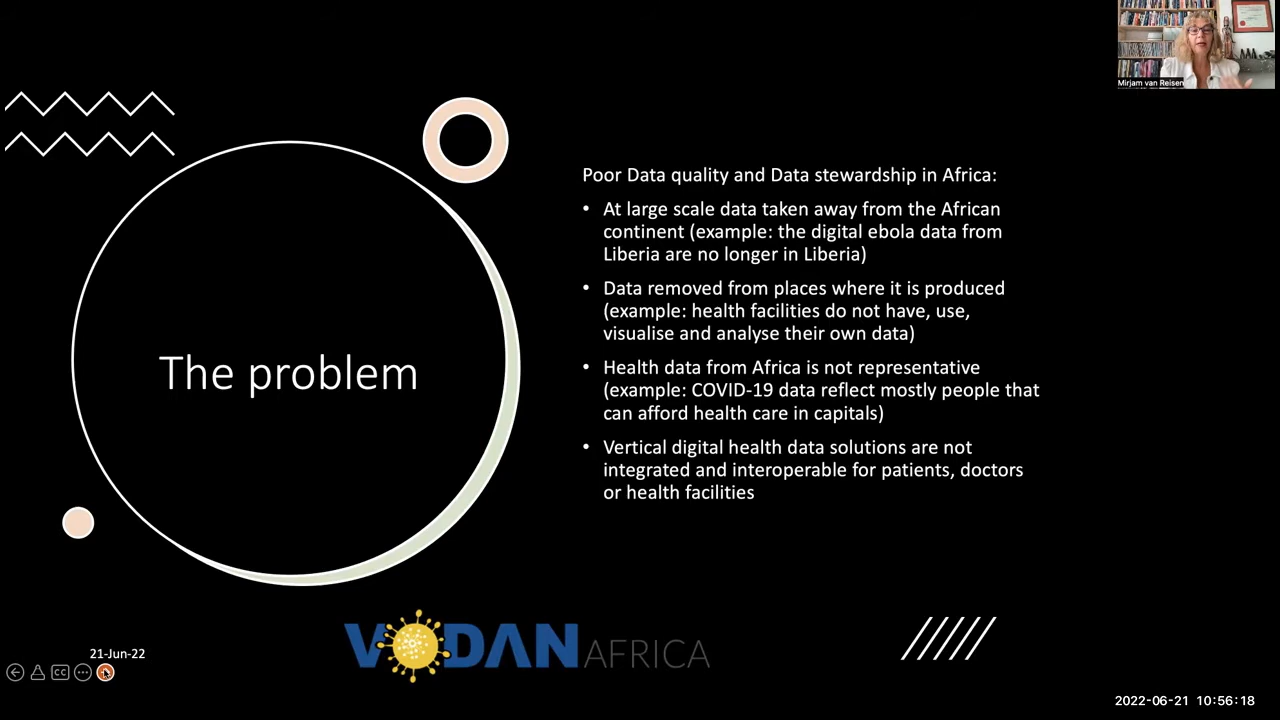 Mirjam van Reisen
The problem
Poor Data quality and Data stewardship in Africa:
• At large scale data taken away from the African
continent (example: the digital ebola data from
Liberia are no longer in Liberia)
• Data removed from places where it is produced
(example: health facilities do not have, use,
visualise and analyse their own data)
• Health data from Africa is not representative
(example: COVID-19 data reflect mostly people that
can afford health care in capitals)
• Vertical digital health data solutions are not
integrated and interoperable for patients, doctors
or health facilities
VODAN AFRICA
21-Jun-22
CC
2022-06-21 10:56:18